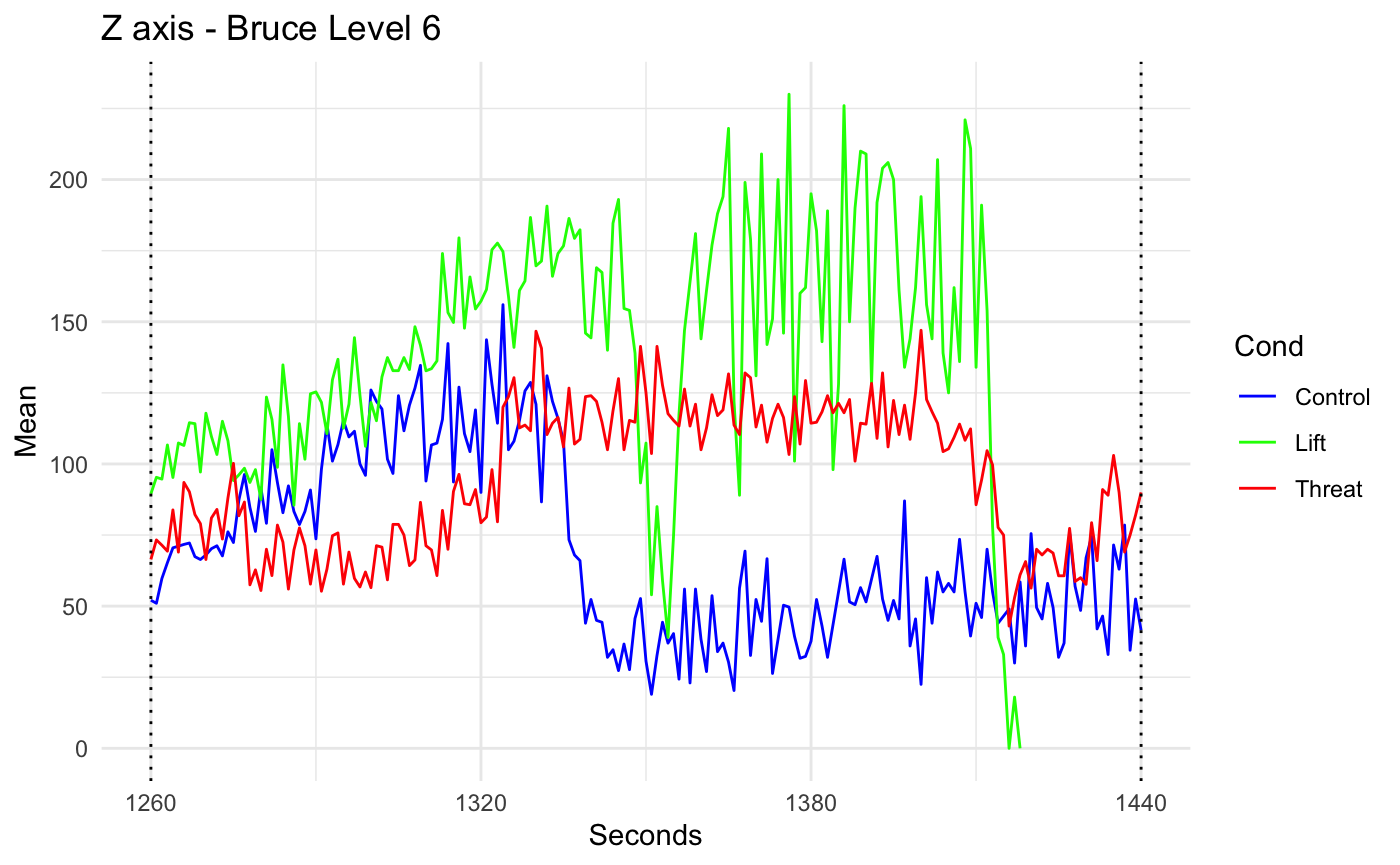 Z axis - Bruce Level 6
Mean
200
150
100
50
0
1260 1320 1380 1440
Seconds
Cond
Control
Lift
Threat